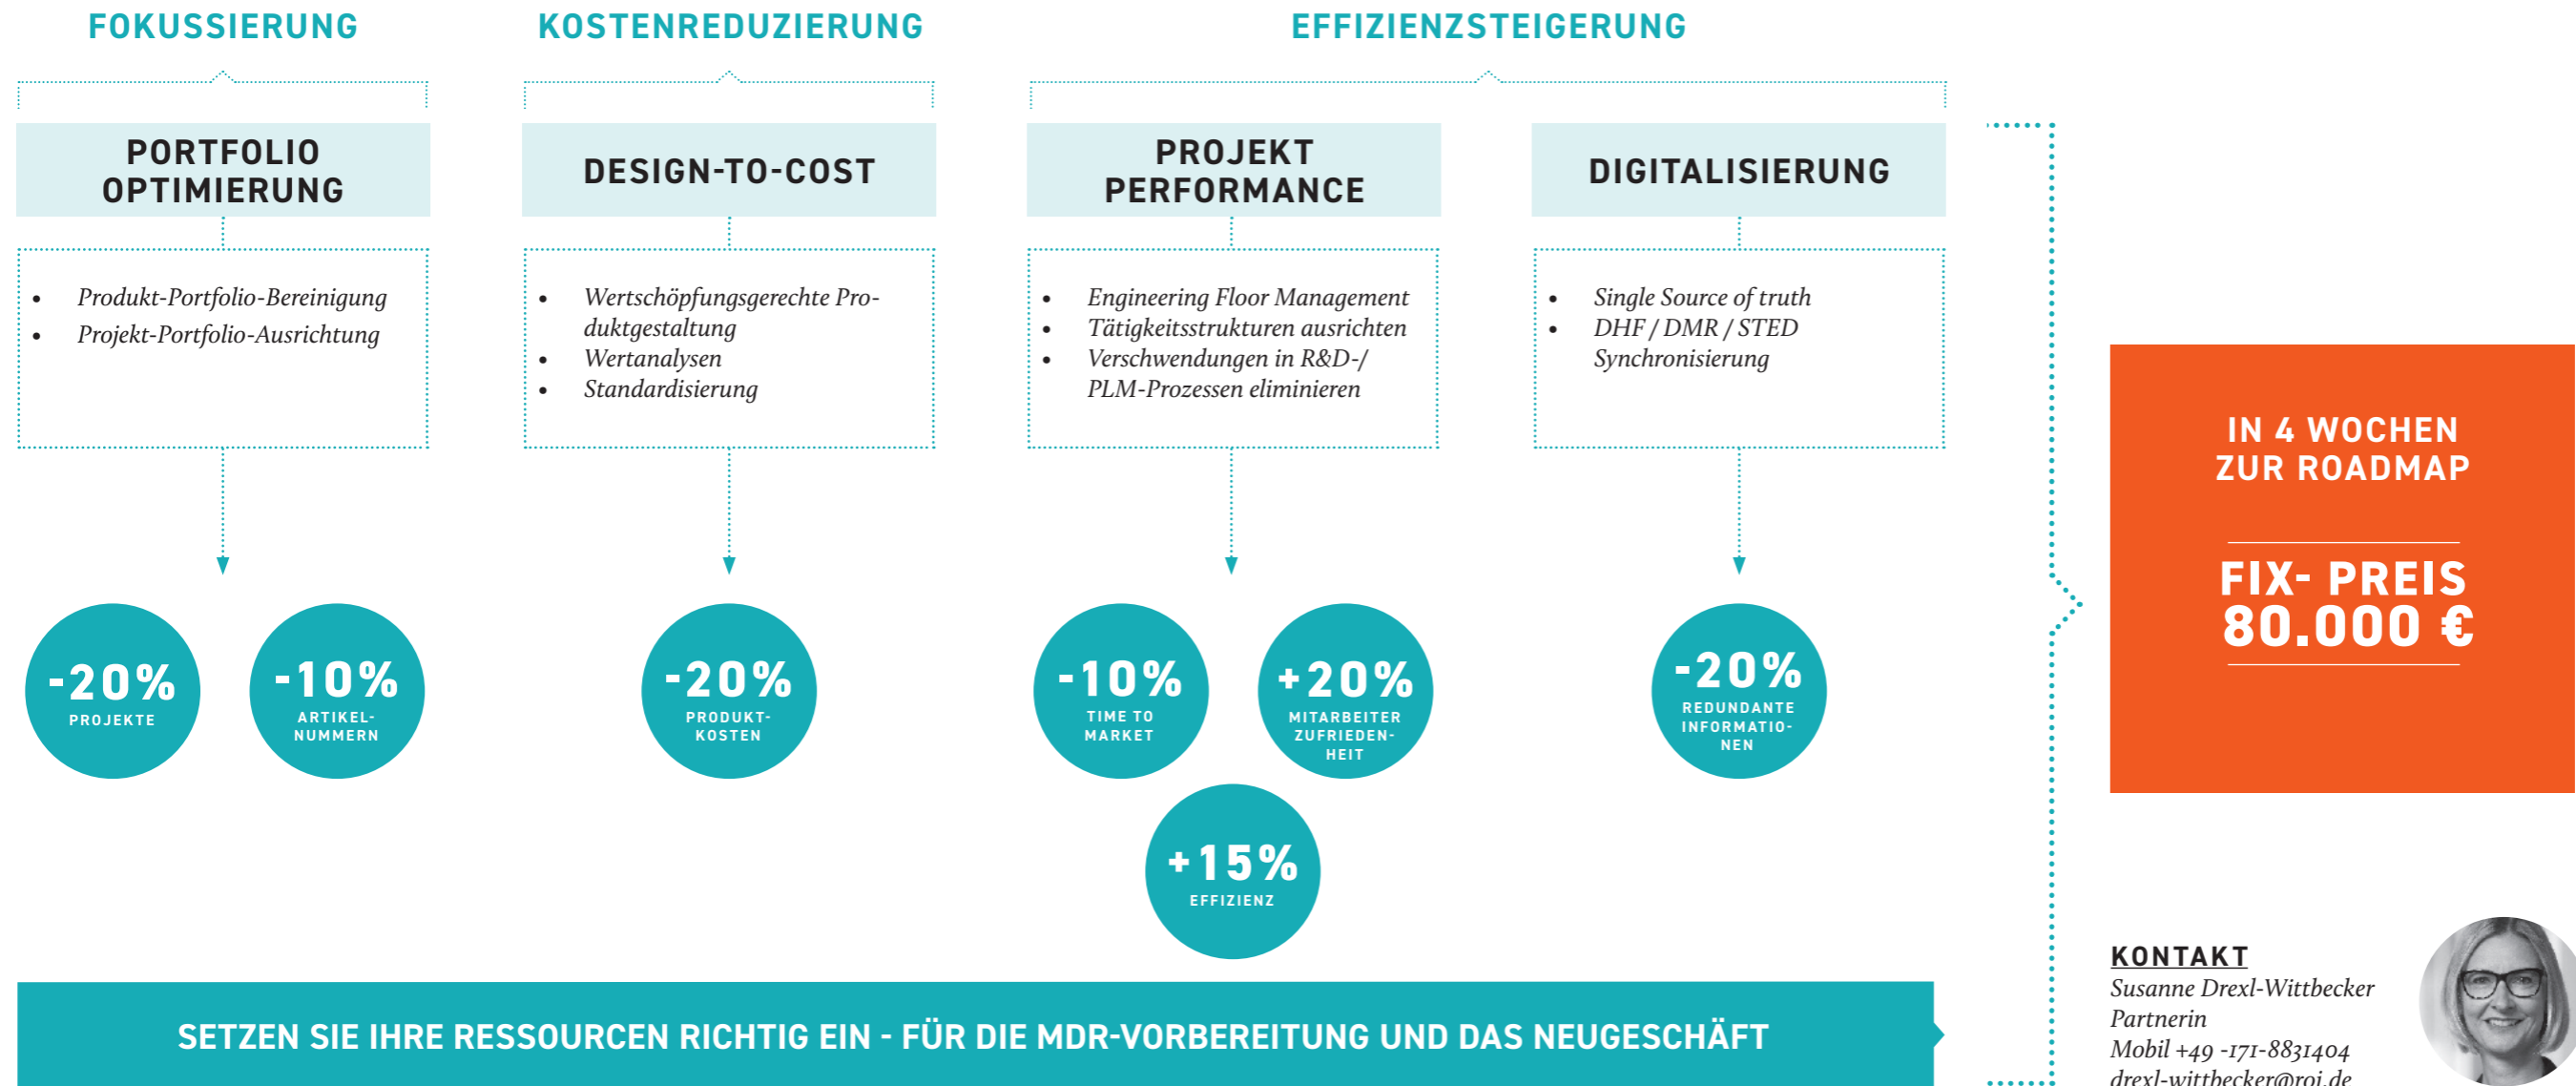 FOKUSSIERUNG
KOSTENREDUZIERUNG
EFFIZIENZSTEIGERUNG
PORTFOLIO
OPTIMIERUNG
• Produkt-Portfolio-Bereinigung
• Projekt-Portfolio-Ausrichtung
-20%
PROJEKTE
-10%
ARTIKEL-
NUMMERN
DESIGN-TO-COST
• Wertschöpfungsgerechte Pro-
duktgestaltung
• Wertanalysen
• Standardisierung
-20%
PRODUKT-
KOSTEN
PROJEKT
PERFORMANCE
• Engineering Floor Management
• Tätigkeitsstrukturen ausrichten
• Verschwendungen in R&D-/
PLM-Prozessen eliminieren
-10%
TIME TO
MARKET
+20%
MITARBEITER
ZUFRIEDEN-
HEIT
+15%
EFFIZIENZ
DIGITALISIERUNG
• Single Source of truth
• DHF / DMR / STED
Synchronisierung
-20%
REDUNDANTE
INFORMATIO-
NEN
IN 4 WOCHEN
ZUR ROADMAP
FIX- PREIS
80.000 €
SETZEN SIE IHRE RESSOURCEN RICHTIG EIN - FÜR DIE MDR-VORBEREITUNG UND DAS NEUGESCHÄFT
KONTAKT
Susanne Drexl-Wittbecker
Partnerin
Mobil +49 -171-8831404
drexl-wittbecker@roi.de